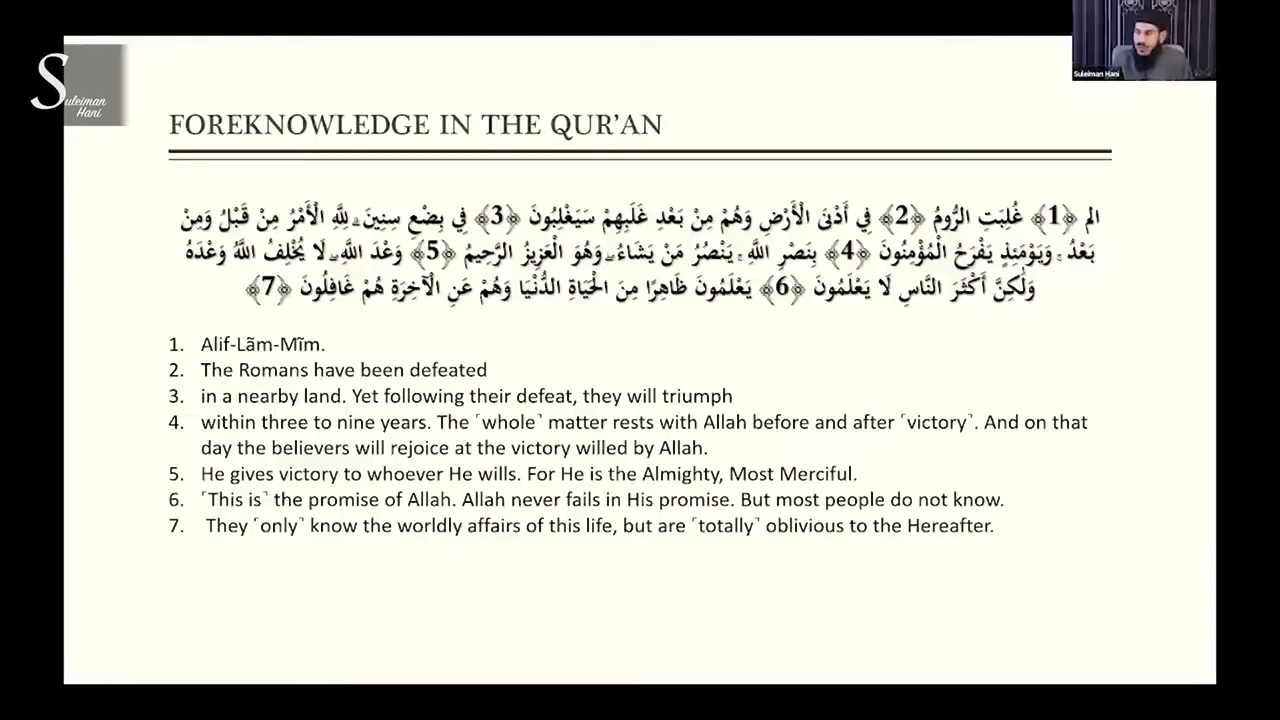 Suleiman
Hani
Suleiman Hani
FOREKNOWLEDGE IN THE QUR’AN
الم ﴿1﴾ غُلِبَتِ الرُّومُ ﴿2﴾ فِي أَدْنَى الْأَرْضِ وَهُمْ مِنْ بَعْدِ غَلَبِهِمْ سَيَغْلِبُونَ ﴿3﴾ فِي بِضْعِ سِنِينَ ۗ لِلَّهِ الْأَمْرُ مِنْ قَبْلُ وَمِنْ
بَعْدُ ۚ وَيَوْمَئِذٍ يَفْرَحُ الْمُؤْمِنُونَ ﴿4﴾ بِنَصْرِ اللَّهِ ۚ يَنْصُرُ مَنْ يَشَاءُ ۖ وَهُوَ الْعَزِيزُ الرَّحِيمُ ﴿5﴾ وَعْدَ اللَّهِ ۖ لَا يُخْلِفُ اللَّهُ وَعْدَهُ
وَلَٰكِنَّ أَكْثَرَ النَّاسِ لَا يَعْلَمُونَ ﴿6﴾ يَعْلَمُونَ ظَاهِرًا مِنَ الْحَيَاةِ الدُّنْيَا وَهُمْ عَنِ الْآخِرَةِ هُمْ غَافِلُونَ ﴿7﴾
1. Alif-Lãm-Mĩm.
2. The Romans have been defeated
3. in a nearby land. Yet following their defeat, they will triumph
4. within three to nine years. The ˹whole˺ matter rests with Allah before and after ˹victory˺. And on that
day the believers will rejoice at the victory willed by Allah.
5. He gives victory to whoever He wills. For He is the Almighty, Most Merciful.
6. ˹This is˺ the promise of Allah. Allah never fails in His promise. But most people do not know.
7. They ˹only˺ know the worldly affairs of this life, but are ˹totally˺ oblivious to the Hereafter.